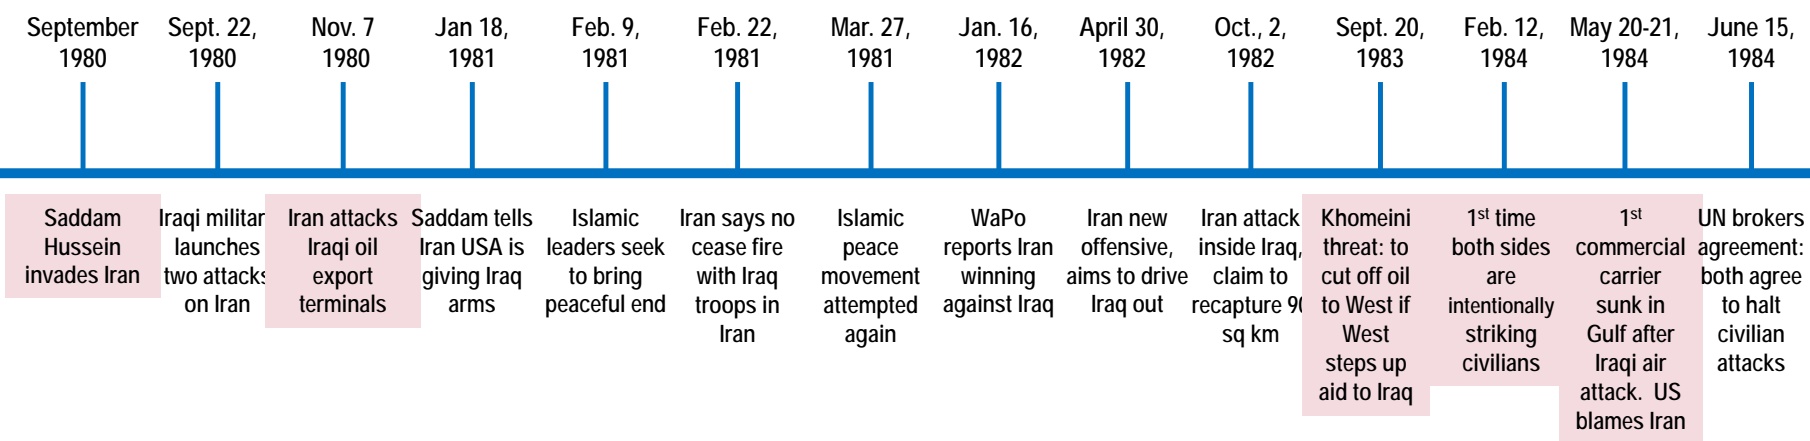 September
1980
Sept. 22,
1980
Nov. 7
1980
Jan 18,
1981
Feb. 9,
1981
Feb. 22,
1981
Mar. 27,
1981
Jan. 16,
1982
April 30,
1982
Oct., 2,
1982
Sept. 20,
1983
Feb. 12,
1984
May 20-21,
1984
June 15,
1984
Saddam
Hussein
invades Iran
Iraqi militar
launches
two attacks
on Iran
Iran attacks
Iraqi oil
export
terminals
Saddam tells
Iran USA is
giving Iraq
arms
Islamic
leaders seek
to bring
peaceful end
Iran says no
cease fire
with Iraq
troops in
Iran
Islamic
peace
movement
attempted
again
WaPo
reports Iran
winning
against Iraq
Iran new
offensive,
aims to drive
Iraq out
Iran attack
inside Iraq,
claim to
recapture 90
sq km
Khomeini
threat: to
cut off oil
to West if
West
steps up
aid to Iraq
1st time
both sides
are
intentionally
striking
civilians
1st
commercial
carrier
sunk in
Gulf after
Iraqi air
attack. US
blames Iran
UN brokers
agreement:
both agree
to halt
civilian
attacks